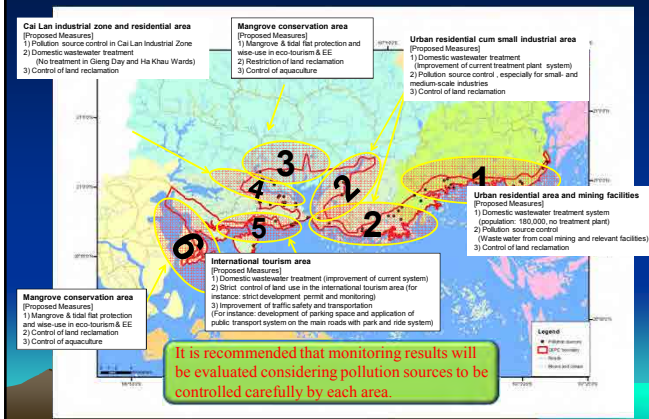 Cai Lan industrial zone and residential area
[Proposed Measures]
1) Pollution source control in Cai Lan Industrial Zone
2) Domestic wastewater treatment
(No treatment in Gieng Day and Ha Khau Wards)
3) Control of land reclamation
Mangrove conservation area
[Proposed Measures]
1) Mangrove & tidal flat protection and
wise-use in eco-tourism & EE
2) Restriction of land reclamation
3) Control of aquaculture
Urban residential cum small industrial area
[Proposed Measures]
1) Domestic wastewater treatment
(Improvement of current treatment plant system)
2) Pollution source control , especially for small- and
medium-scale industries
3) Control of land reclamation
3
4
2
1
5
2
6
Urban residential area and mining facilities
[Proposed Measures]
1) Domestic wastewater treatment system
(population: 180,000, no treatment plant)
2) Pollution source control
(Wastewater from coal mining and relevant facilities)
3) Control of land reclamation
International tourism area
[Proposed Measures]
1) Domestic wastewater treatment (improvement of current system)
2) Strict control of land use in the international tourism area (for
instance: strict development permit and monitoring)
3) Improvement of traffic safety and transportation
(For instance: development of parking space and application of
public transport system on the main roads with park and ride system)
Mangrove conservation area
[Proposed Measures]
1) Mangrove & tidal flat protection
and wise-use in eco-tourism & EE
2) Control of land reclamation
3) Control of aquaculture
It is recommended that monitoring results will
be evaluated considering pollution sources to be
controlled carefully by each area.
Legend
Pollution sources